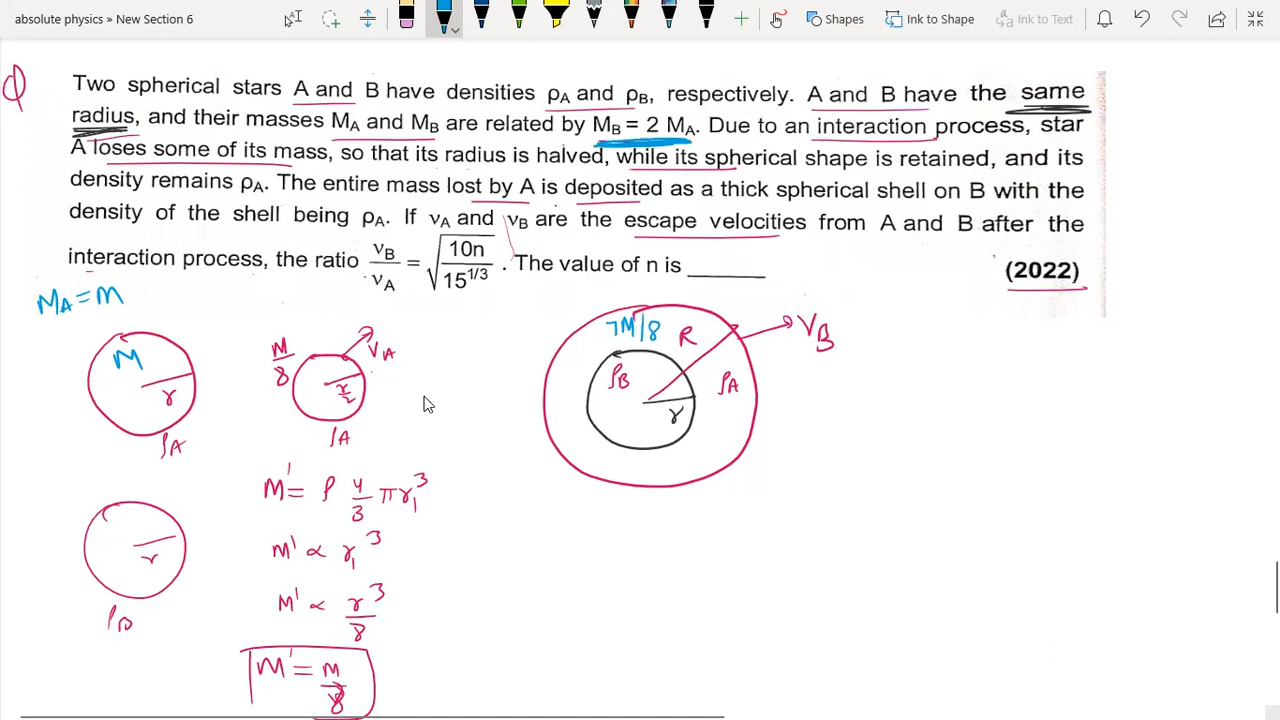 absolute physics » New Section 6
Shapes
Ink to Shape
Ink to Text
Q
Two spherical stars A and B have densities ρA and ρB, respectively. A and B have the same
radius, and their masses MA and MB are related by MB = 2 MA. Due to an interaction process, star
A loses some of its mass, so that its radius is halved, while its spherical shape is retained, and its
density remains ρA. The entire mass lost by A is deposited as a thick spherical shell on B with the
density of the shell being ρA. If vA and vB are the escape velocities from A and B after the
interaction process, the ratio vB/vA = √(10n/15^1/3). The value of n is ________
(2022)
MA = M
M
r
ρA
M/8
VA
r/2
ρA
7M/8
R
VB
ρB
ρA
r
M' = ρ 4/3 πr₁³
M' ∝ r₁³
r
M' ∝ r³/8
ρB
M' = M/8